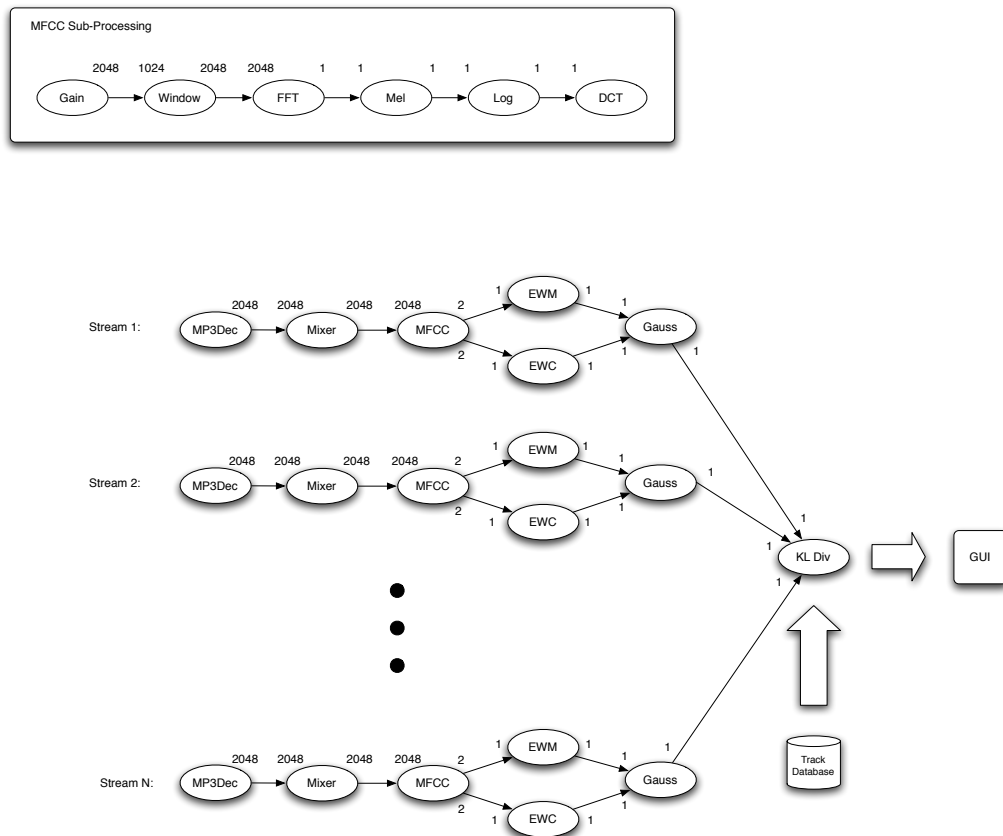 MFCC Sub-Processing
2048 1024 2048 2048 1 1 1 1 1 1
Gain Window FFT Mel Log DCT
EWM
1 1
2048 2048 2048 2048 2 1
Stream 1: MP3Dec Mixer MFCC Gauss
2 1 1
1 EWC 1
EWM
1 1
2048 2048 2048 2048 2 1
1
Stream 2: MP3Dec Mixer MFCC Gauss
2 1
1 EWC 1
1
1
KL Div GUI
1
EWM
1 1
1
2048 2048 2048 2048 2 1
Track
Database
Stream N: MP3Dec Mixer MFCC Gauss
2 1
1 EWC 1